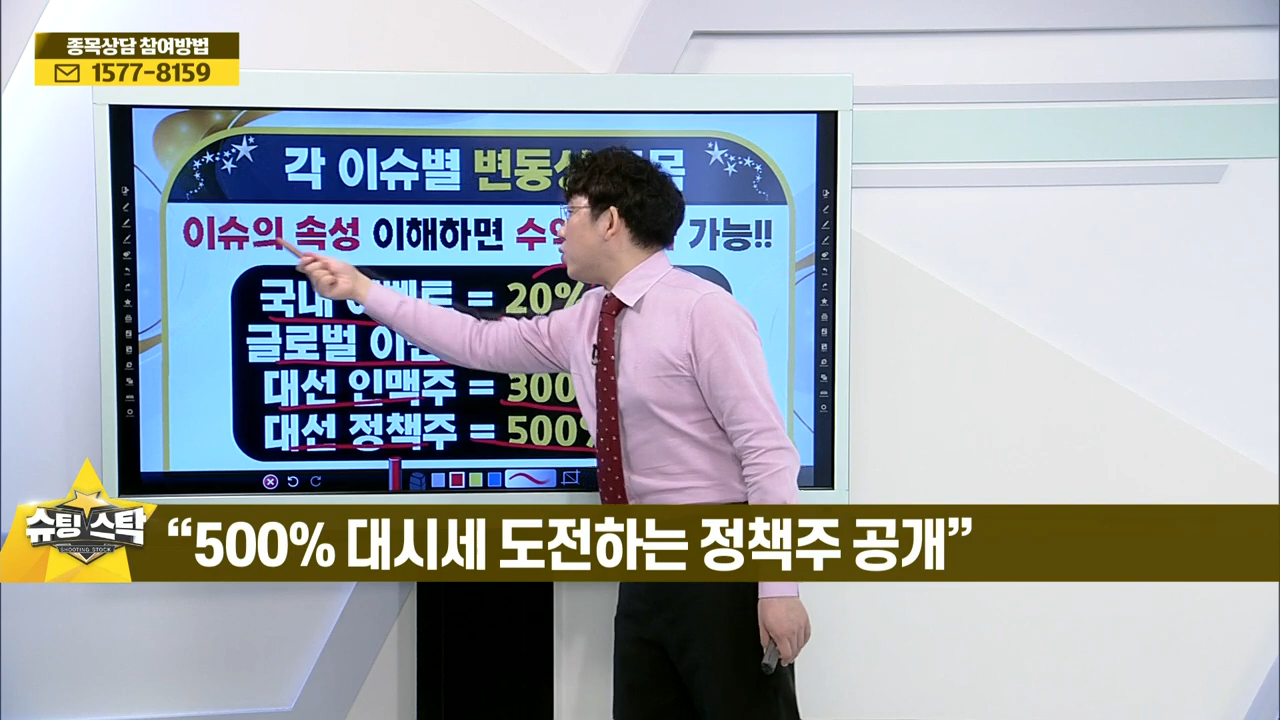 종목상담 참여방법
1577-8159
각 이슈별 변동
이슈의 속성 이해하면 가능!!
국내 = 20%
글로벌
대선 인맥주 = 300
대선 정책주 = 500%
슈팅스탁
SHOOTING STOCK
“500% 대시세 도전하는 정책주 공개”